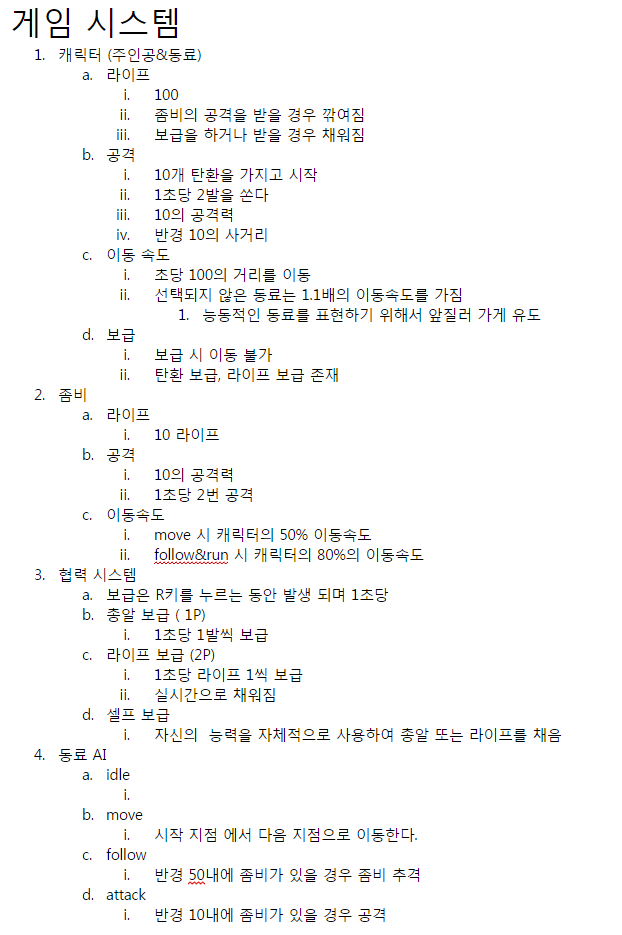 게임 시스템
1. 캐릭터 (주인공&동료)
a. 라이프
i. 100
ii. 좀비의 공격을 받을 경우 깎여짐
iii. 보급을 하거나 받을 경우 채워짐
b. 공격
i. 10개 탄환을 가지고 시작
ii. 1초당 2발을 쏜다
iii. 10의 공격력
iv. 반경 10의 사거리
c. 이동 속도
i. 초당 100의 거리를 이동
ii. 선택되지 않은 동료는 1.1배의 이동속도를 가짐
1. 능동적인 동료를 표현하기 위해서 앞질러 가게 유도
d. 보급
i. 보급 시 이동 불가
ii. 탄환 보급, 라이프 보급 존재
2. 좀비
a. 라이프
i. 10 라이프
b. 공격
i. 10의 공격력
ii. 1초당 2번 공격
c. 이동속도
i. move 시 캐릭터의 50% 이동속도
ii. follow&run 시 캐릭터의 80%의 이동속도
3. 협력 시스템
a. 보급은 R키를 누르는 동안 발생 되며 1초당
b. 총알 보급 ( 1P)
i. 1초당 1발씩 보급
c. 라이프 보급 (2P)
i. 1초당 라이프 1씩 보급
ii. 실시간으로 채워짐
d. 셀프 보급
i. 자신의 능력을 자체적으로 사용하여 총알 또는 라이프를 채움
4. 동료 AI
a. idle
i.
b. move
i. 시작 지점 에서 다음 지점으로 이동한다.
c. follow
i. 반경 50내에 좀비가 있을 경우 좀비 추격
d. attack
i. 반경 10내에 좀비가 있을 경우 공격